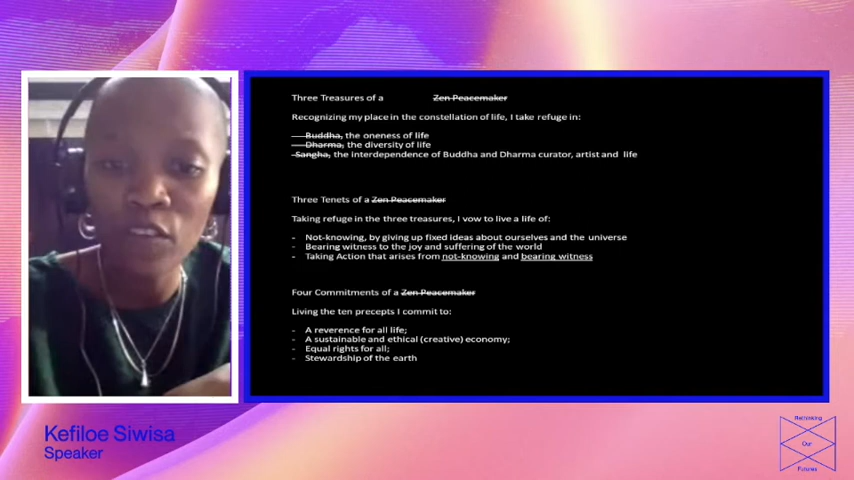 Three Treasures of a Zen Peacemaker
Recognizing my place in the constellation of life, I take refuge in:
Buddha, the oneness of life
Dharma, the diversity of life
Sangha, the interdependence of Buddha and Dharma curator, artist and life
Three Tenets of a Zen Peacemaker
Taking refuge in the three treasures, I vow to live a life of:
- Not-knowing, by giving up fixed ideas about ourselves and the universe
- Bearing witness to the joy and suffering of the world
- Taking Action that arises from not-knowing and bearing witness
Four Commitments of a Zen Peacemaker
Living the ten precepts I commit to:
- A reverence for all life;
- A sustainable and ethical (creative) economy;
- Equal rights for all;
- Stewardship of the earth
Kefiloe Siwisa
Speaker
Rethinking
Our
Futures